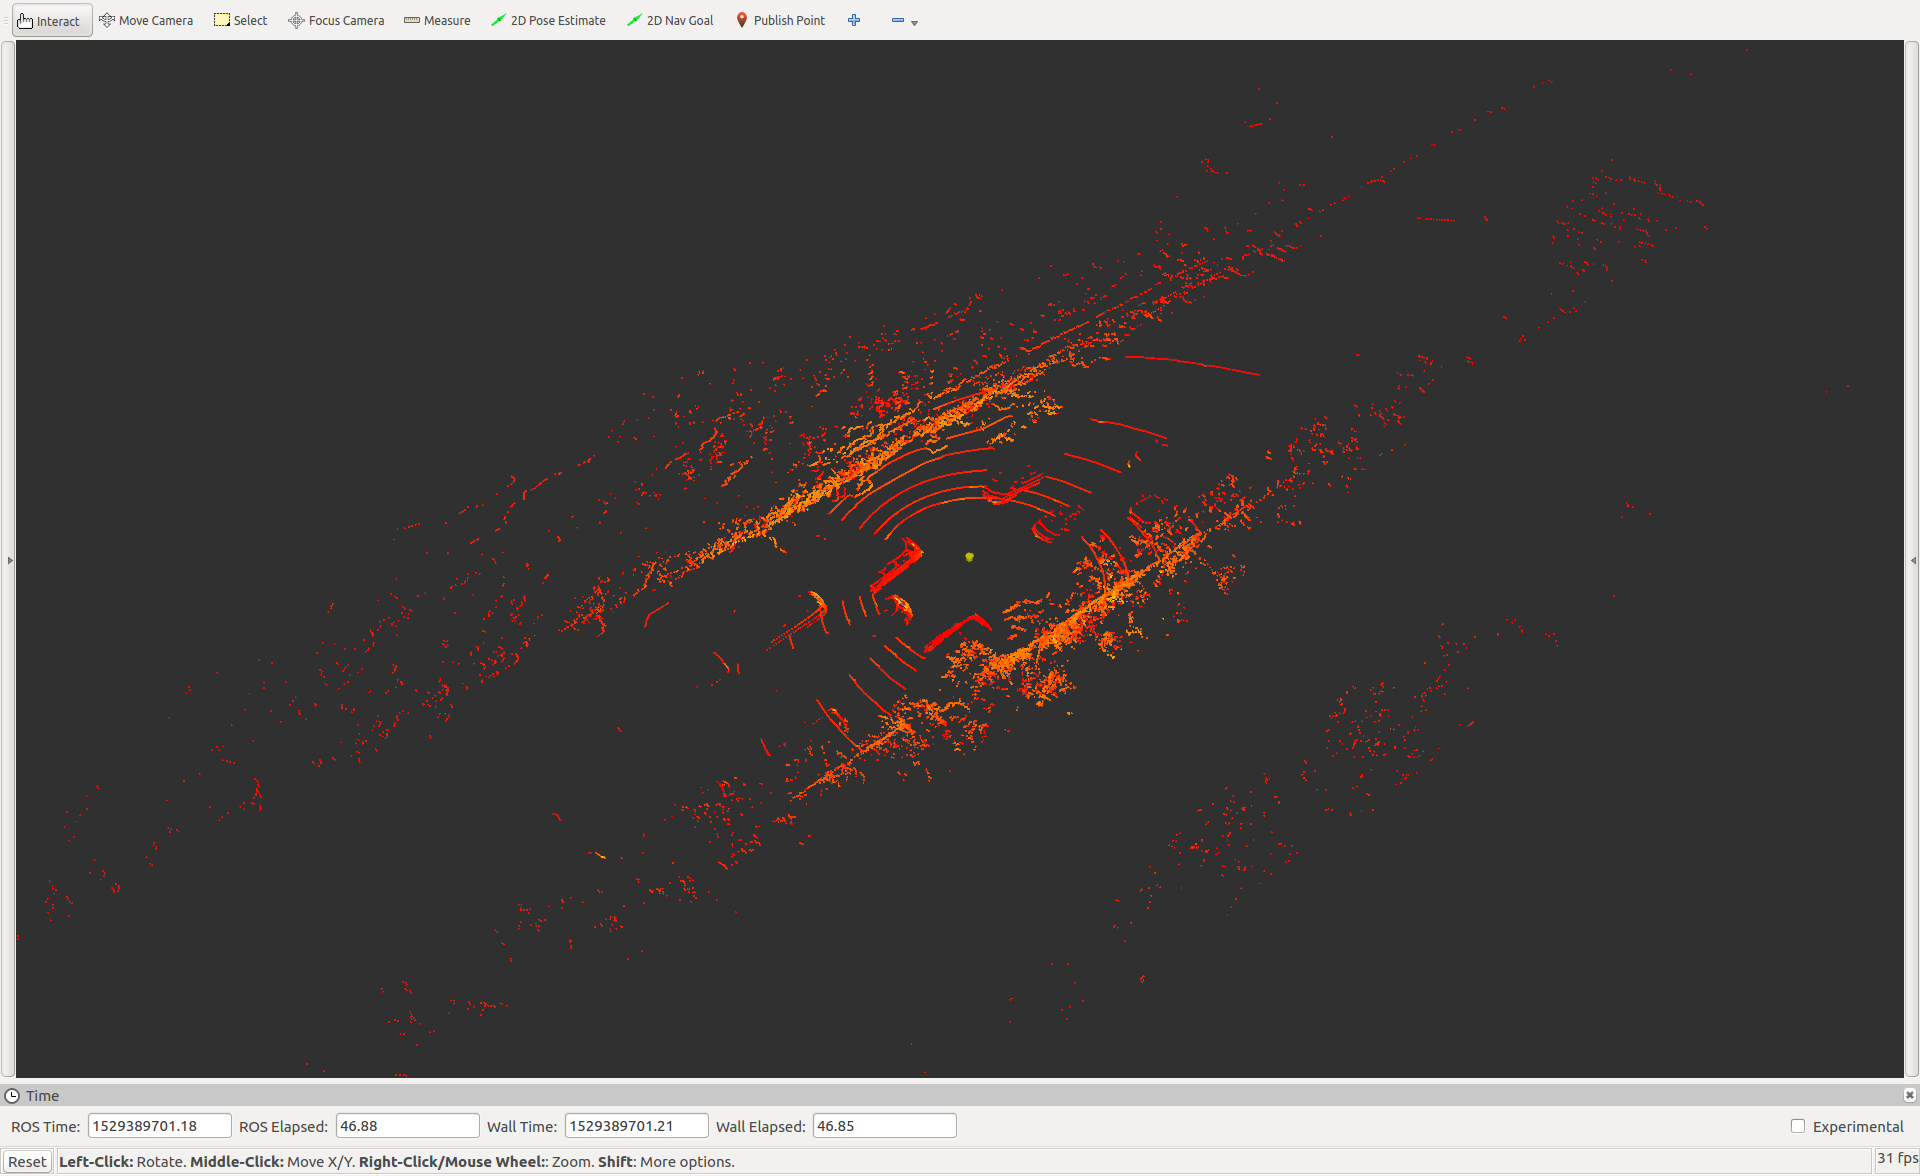 Interact Move Camera Select Focus Camera Measure 2D Pose Estimate 2D Nav Goal Publish Point
Time
ROS Time: 1529389701.18 ROS Elapsed: 46.88 Wall Time: 1529389701.21 Wall Elapsed: 46.85 Experimental
Reset Left-Click: Rotate. Middle-Click: Move X/Y. Right-Click/Mouse Wheel:: Zoom. Shift: More options. 31 fps